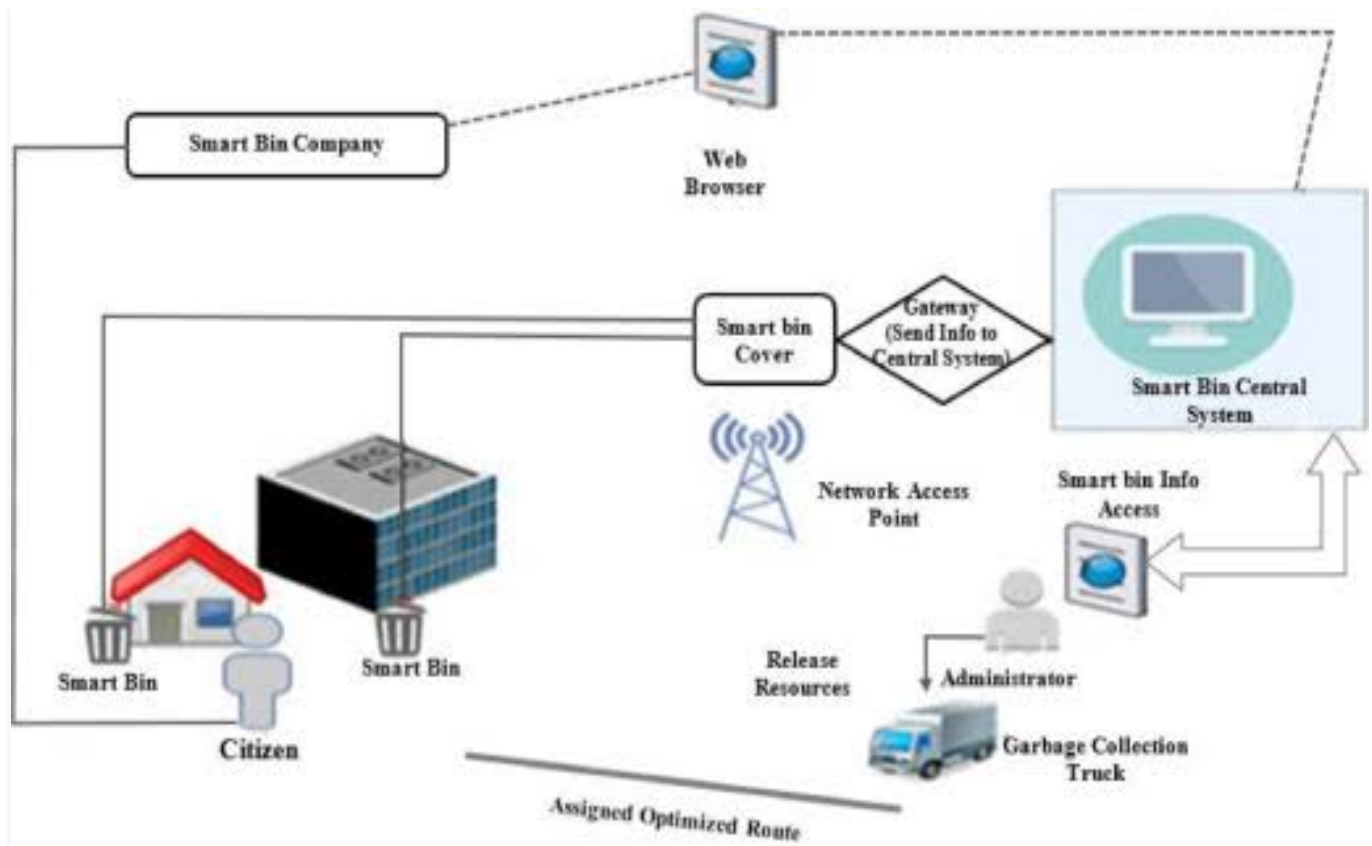 Smart Bin Company
Web
Browser
Smart bin
Cover
Gateway
(Send Info to
Central System)
Smart Bin Central
System
Network Access
Point
Smart bin Info
Access
Smart Bin
Smart Bin
Citizen
Release
Resources
Administrator
Garbage Collection
Truck
Assigned Optimized Route